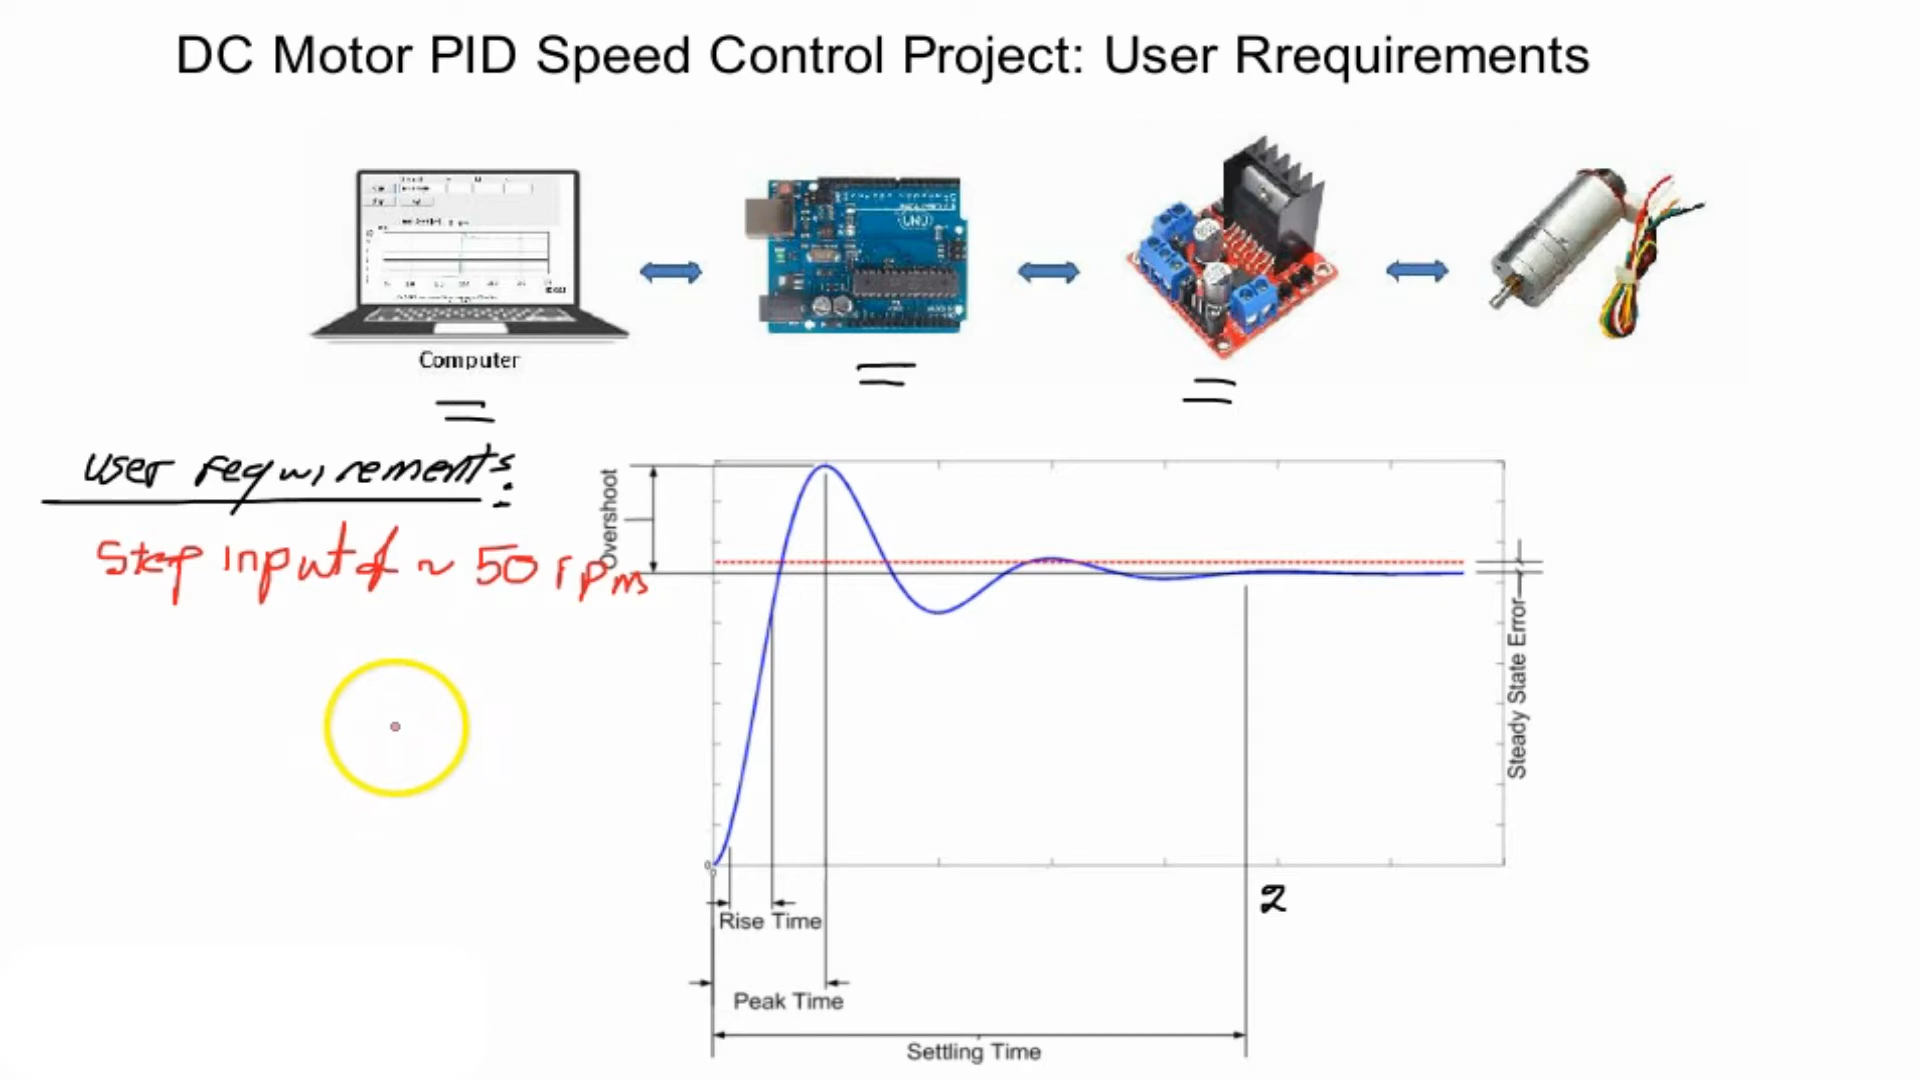 DC Motor PID Speed Control Project: User Rrequirements
Computer
user requirements:
Step input of ~ 50 rpms
Overshoot
Steady State Error
0
2
Rise Time
Peak Time
Settling Time